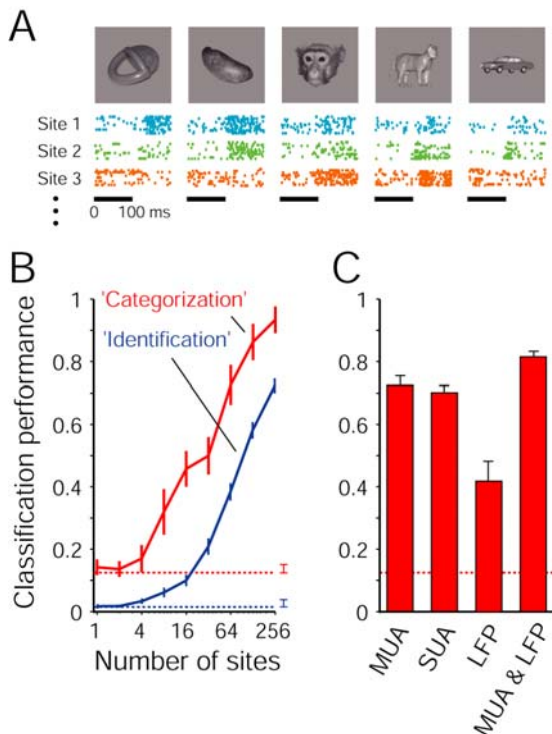 A
Site 1
Site 2
Site 3
0 100 ms
B
C
Classification performance
1
0.8
0.6
0.4
0.2
0
'Categorization'
'Identification'
1 4 16 64 256
Number of sites
1
0.8
0.6
0.4
0.2
0
MUA
SUA
LFP
MUA & LFP